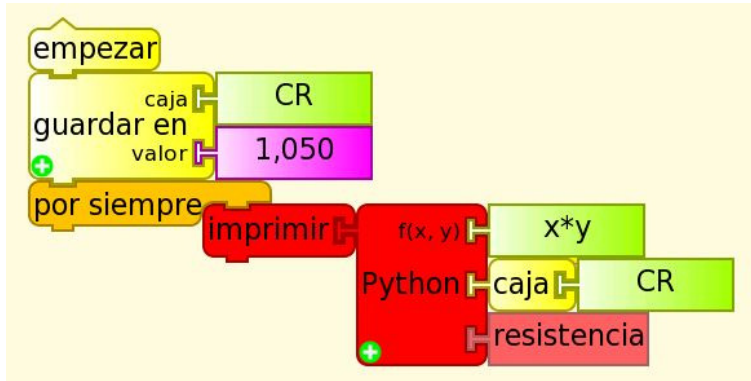 empezar
caja CR
guardar en
valor 1,050
por siempre
imprimir f(x, y) x*y
Python caja CR
resistencia